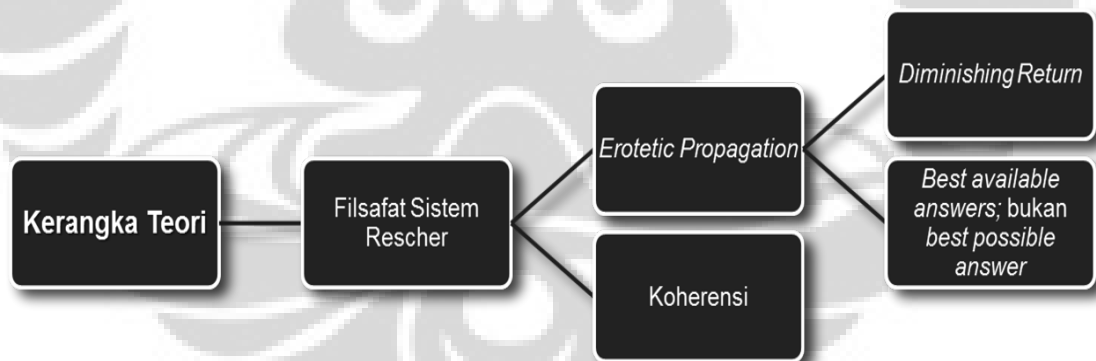 Kerangka Teori
Filsafat Sistem
Rescher
Erotetic Propagation
Koherensi
Diminishing Return
Best available
answers; bukan
best possible
answer